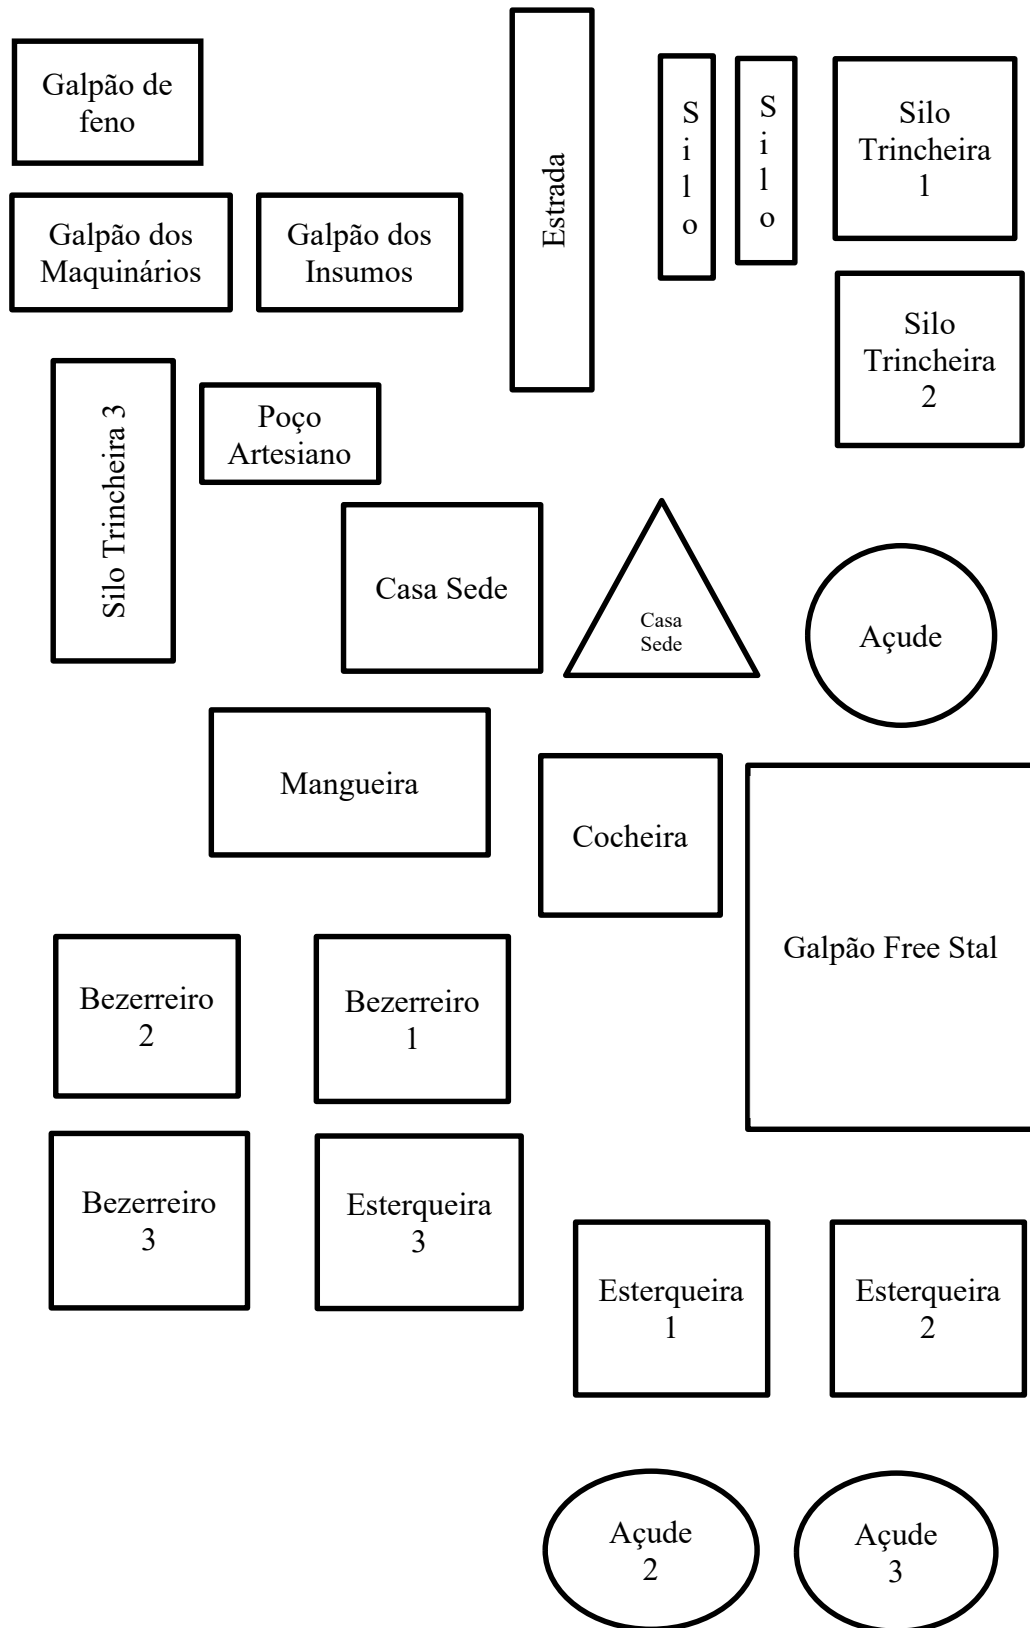 Galpão de
feno
Estrada
S
i
l
o
S
i
l
o
Silo
Trincheira
1
Galpão dos
Maquinários
Galpão dos
Insumos
Silo
Trincheira
2
Silo Trincheira 3
Poço
Artesiano
Casa Sede
Casa
Sede
Açude
Mangueira
Cocheira
Galpão Free Stal
Bezerreiro
2
Bezerreiro
1
Bezerreiro
3
Esterqueira
3
Esterqueira
1
Esterqueira
2
Açude
2
Açude
3